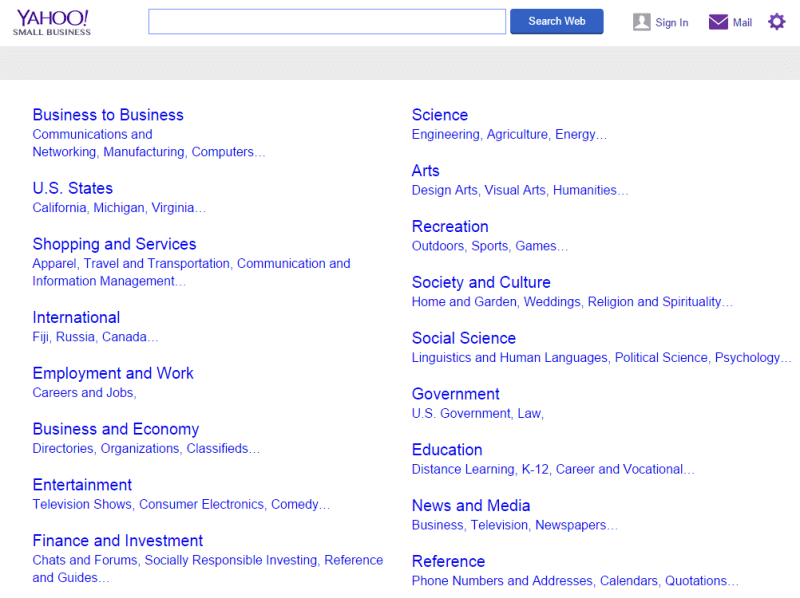 YAHOO!
SMALL BUSINESS
Search Web
Sign In
Mail
Business to Business
Communications and
Networking, Manufacturing, Computers…
U.S. States
California, Michigan, Virginia…
Shopping and Services
Apparel, Travel and Transportation, Communication and
Information Management…
International
Fiji, Russia, Canada…
Employment and Work
Careers and Jobs,
Business and Economy
Directories, Organizations, Classifieds…
Entertainment
Television Shows, Consumer Electronics, Comedy…
Finance and Investment
Chats and Forums, Socially Responsible Investing, Reference
and Guides…
Science
Engineering, Agriculture, Energy…
Arts
Design Arts, Visual Arts, Humanities…
Recreation
Outdoors, Sports, Games…
Society and Culture
Home and Garden, Weddings, Religion and Spirituality…
Social Science
Linguistics and Human Languages, Political Science, Psychology…
Government
U.S. Government, Law,
Education
Distance Learning, K-12, Career and Vocational…
News and Media
Business, Television, Newspapers…
Reference
Phone Numbers and Addresses, Calendars, Quotations…